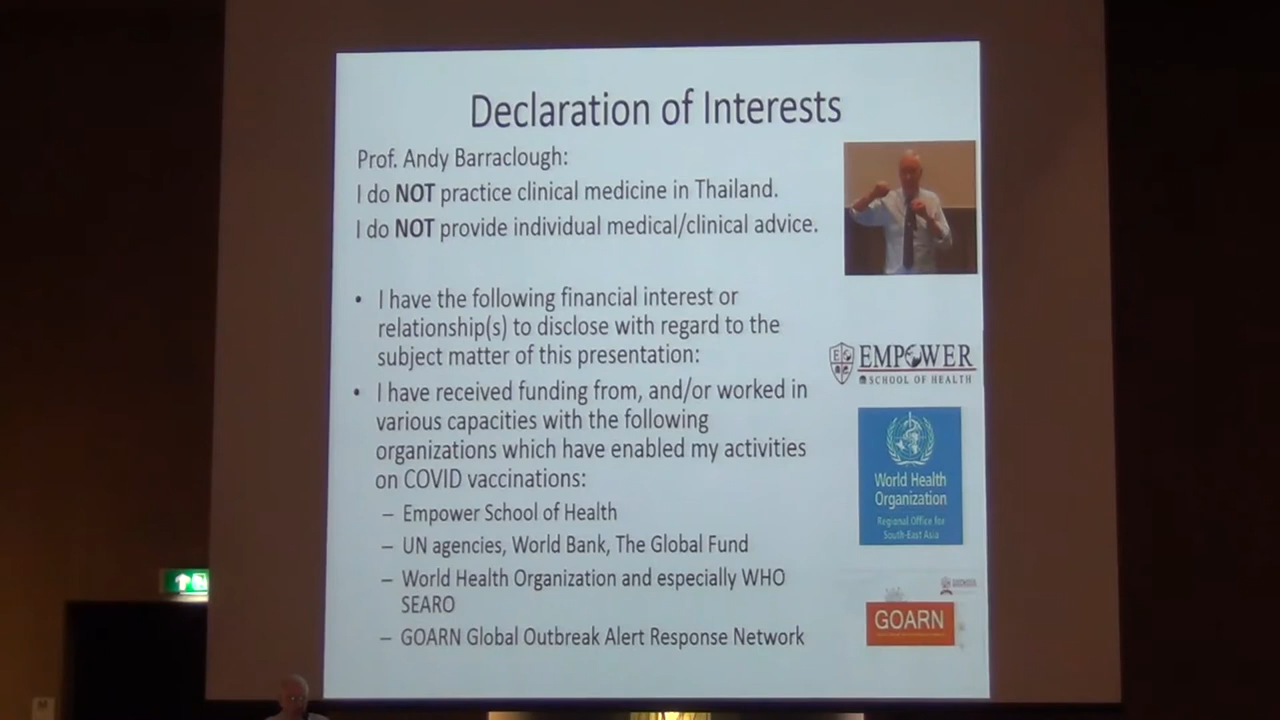 Declaration of Interests
Prof. Andy Barraclough:
I do NOT practice clinical medicine in Thailand.
I do NOT provide individual medical/clinical advice.
• I have the following financial interest or
relationship(s) to disclose with regard to the
subject matter of this presentation:
• I have received funding from, and/or worked in
various capacities with the following
organizations which have enabled my activities
on COVID vaccinations:
– Empower School of Health
– UN agencies, World Bank, The Global Fund
– World Health Organization and especially WHO
SEARO
– GOARN Global Outbreak Alert Response Network
EMPOWER
SCHOOL OF HEALTH
World Health
Organization
Regional Office for
South-East Asia
GOARN